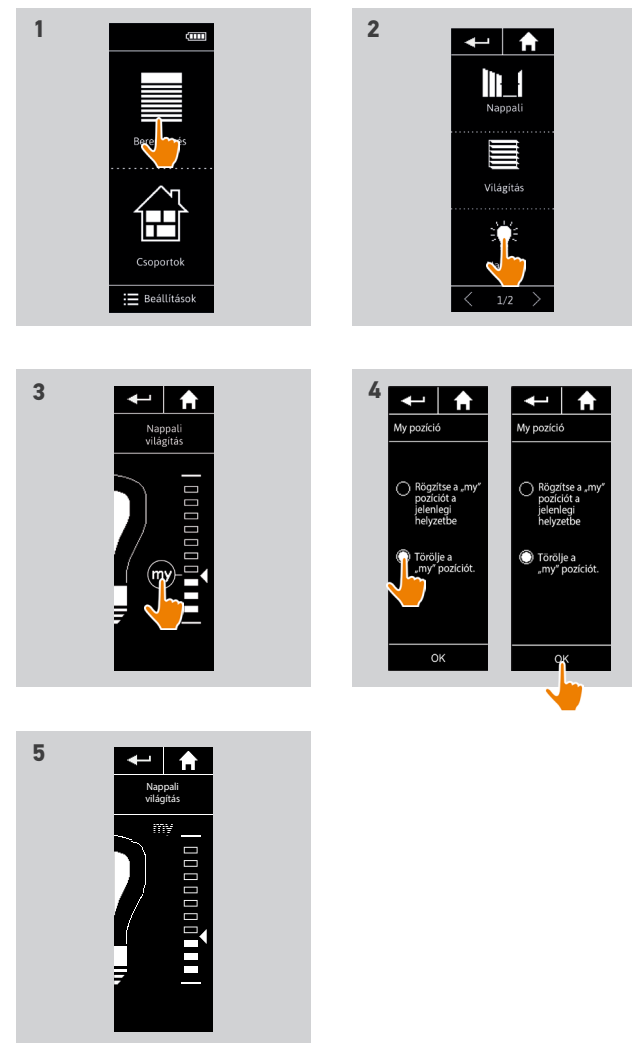 1
Csoportok
Beállítások
2
Nappali
Világítás
1/2
3
Nappali
világítás
my
4
My pozíció
Rögzítse a „my”
pozíciót a
jelenlegi
helyzetbe
Törölje a
„my” pozíciót.
OK
My pozíció
Rögzítse a „my”
pozíciót a
jelenlegi
helyzetbe
Törölje a
„my” pozíciót.
OK
5
Nappali
világítás
my